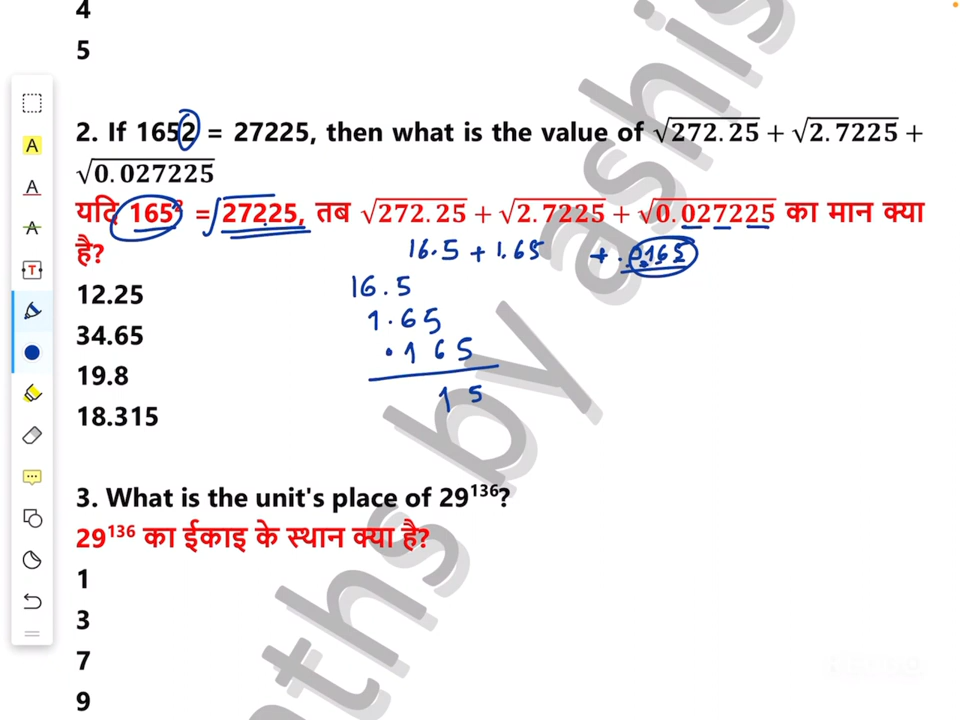 4
5
2. If 1652 = 27225, then what is the value of √272.25 + √2.7225 +
√0.027225
यदि 165² = √27225, तब √272.25 + √2.7225 + √0.027225 का मान क्या
है?
16.5 + 1.65 + .0165
12.25
16.5
34.65
1.65
.165
19.8
15
18.315
3. What is the unit's place of 29¹³⁶?
29¹³⁶ का ईकाइ के स्थान क्या है?
1
3
7
9
aths by ashis